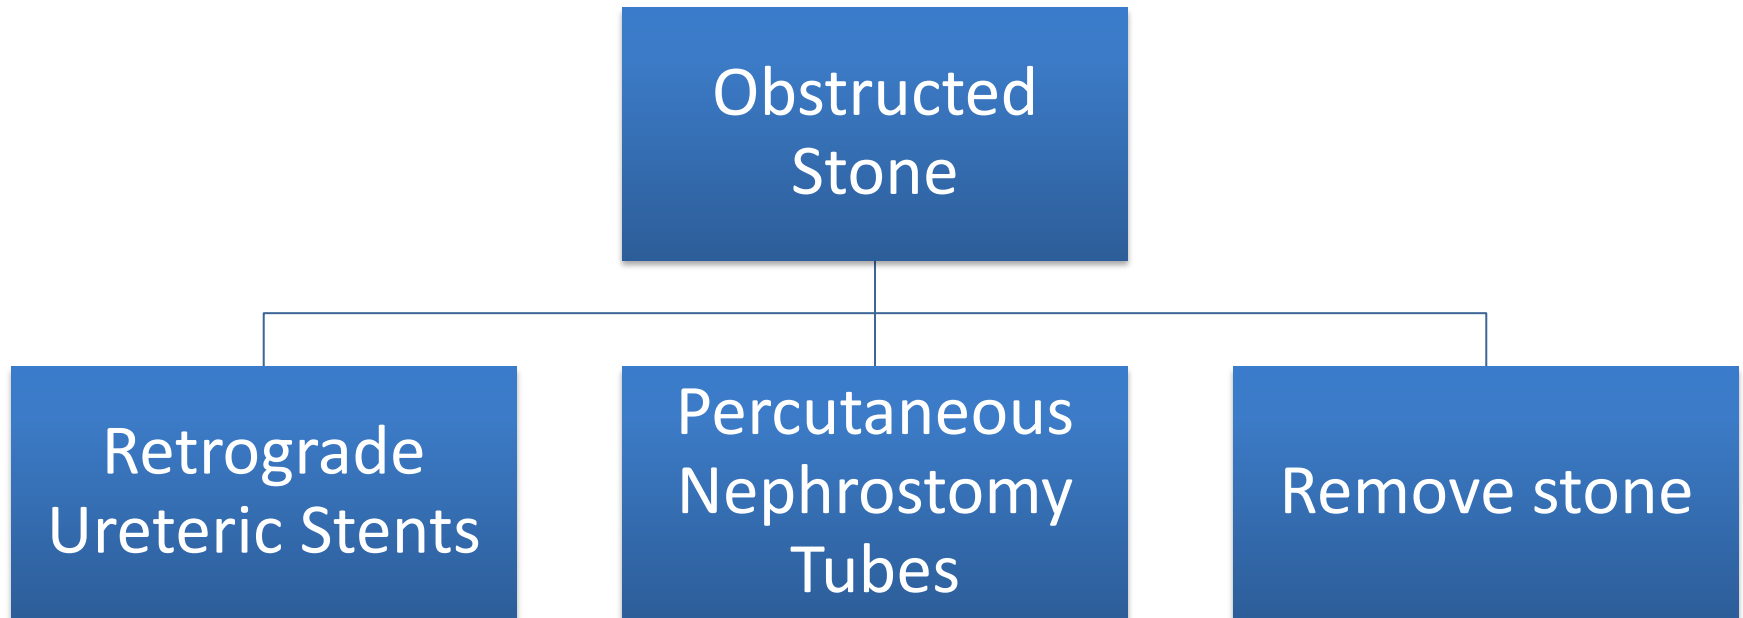 Obstructed
Stone
Retrograde
Ureteric Stents
Percutaneous
Nephrostomy
Tubes
Remove stone